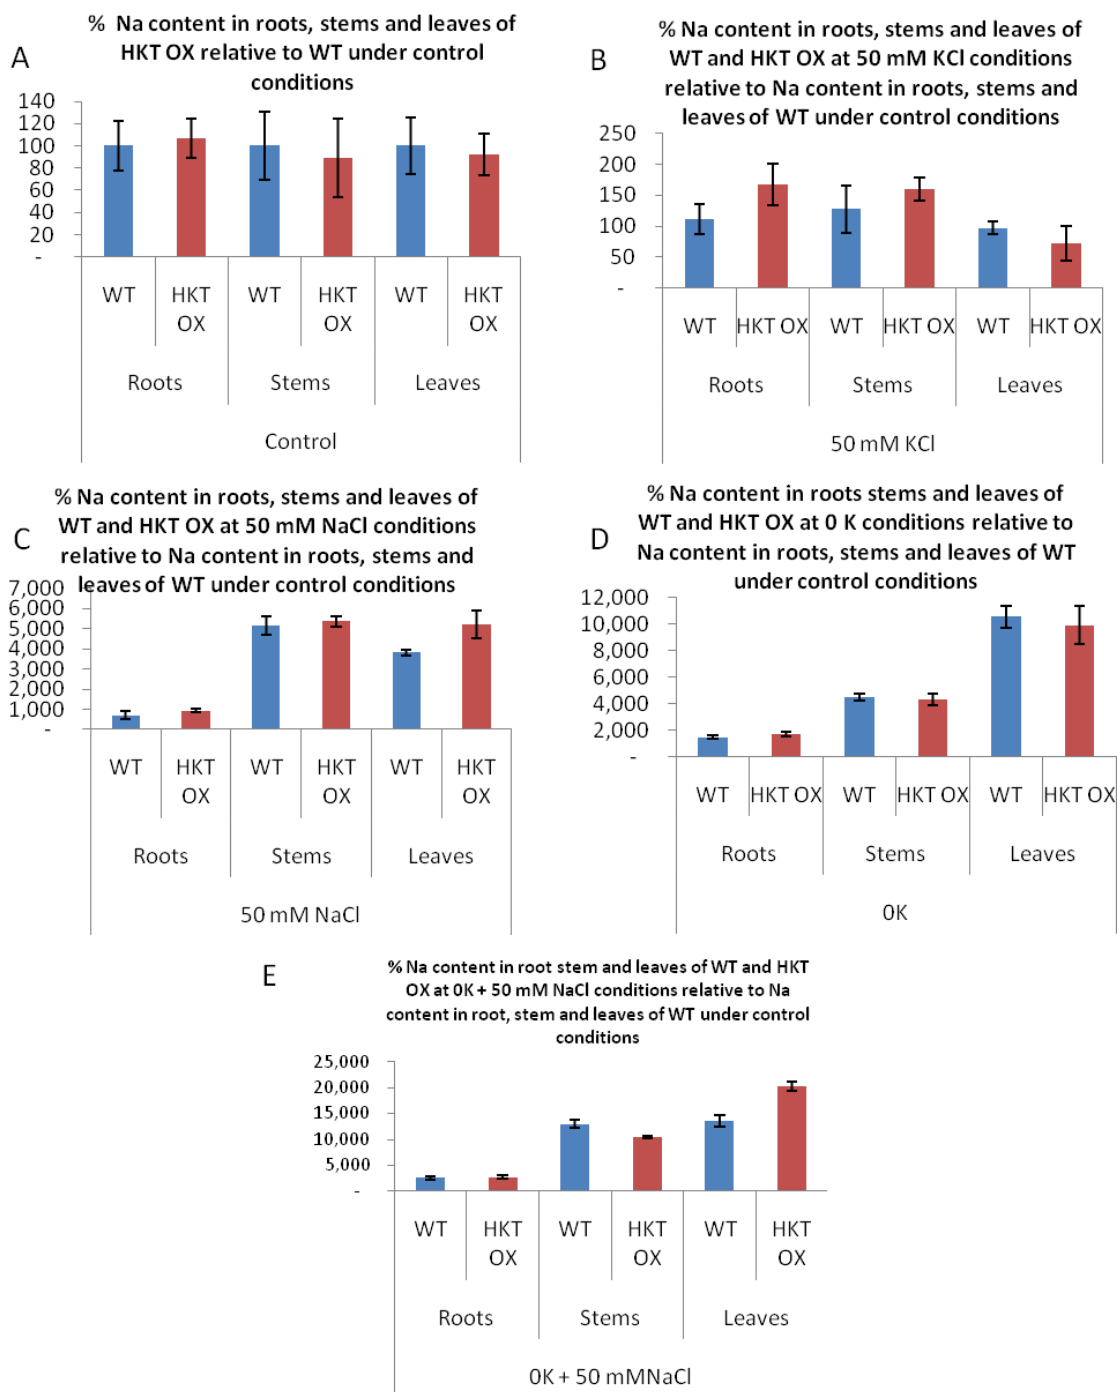 A
% Na content in roots, stems and leaves of
HKT OX relative to WT under control
conditions
140
120
100
80
60
40
20
-
WT
HKT
OX
WT
HKT
OX
WT
HKT
OX
Roots
Stems
Leaves
Control
B
% Na content in roots, stems and leaves of
WT and HKT OX at 50 mM KCl conditions
relative to Na content in roots, stems and
leaves of WT under control conditions
250
200
150
100
50
-
WT
HKT OX
WT
HKT OX
WT
HKT OX
Roots
Stems
Leaves
50 mM KCl
C
% Na content in roots, stems and leaves of
WT and HKT OX at 50 mM NaCl conditions
relative to Na content in roots, stems and
leaves of WT under control conditions
7,000
6,000
5,000
4,000
3,000
2,000
1,000
-
WT
HKT
OX
WT
HKT
OX
WT
HKT
OX
Roots
Stems
Leaves
50 mM NaCl
D
% Na content in roots stems and leaves of
WT and HKT OX at 0 K conditions relative to
Na content in roots, stems and leaves of WT
under control conditions
12,000
10,000
8,000
6,000
4,000
2,000
-
WT
HKT OX
WT
HKT OX
WT
HKT OX
Roots
Stems
Leaves
0K
E
% Na content in root stem and leaves of WT and HKT
OX at 0K + 50 mM NaCl conditions relative to Na
content in root, stem and leaves of WT under control
conditions
25,000
20,000
15,000
10,000
5,000
-
WT
HKT
OX
WT
HKT
OX
WT
HKT
OX
Roots
Stems
Leaves
0K + 50 mMNaCl